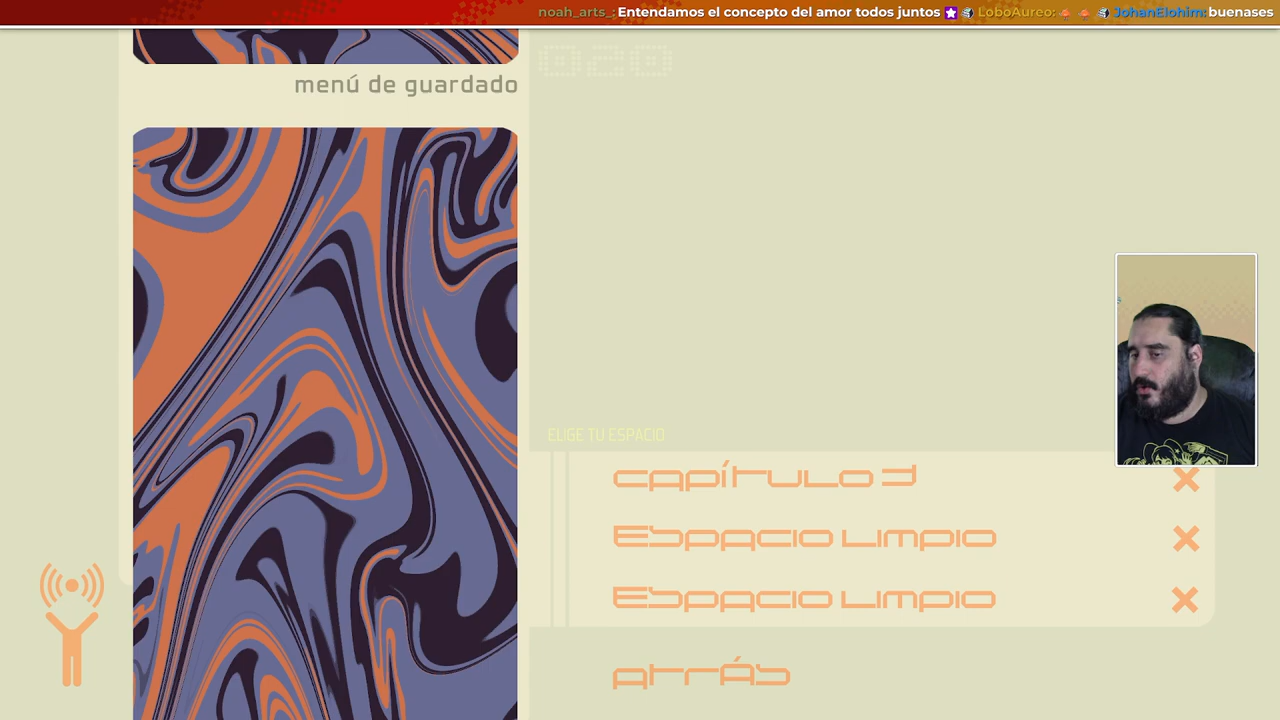 noah_arts_: Entendamos el concepto del amor todos juntos LoboAureo: JohanElohim: buenases
020
menú de guardado
ELIGE TU ESPACIO
CAPÍTULO 3
ESPACIO LIMPIO
ESPACIO LIMPIO
ATRÁS